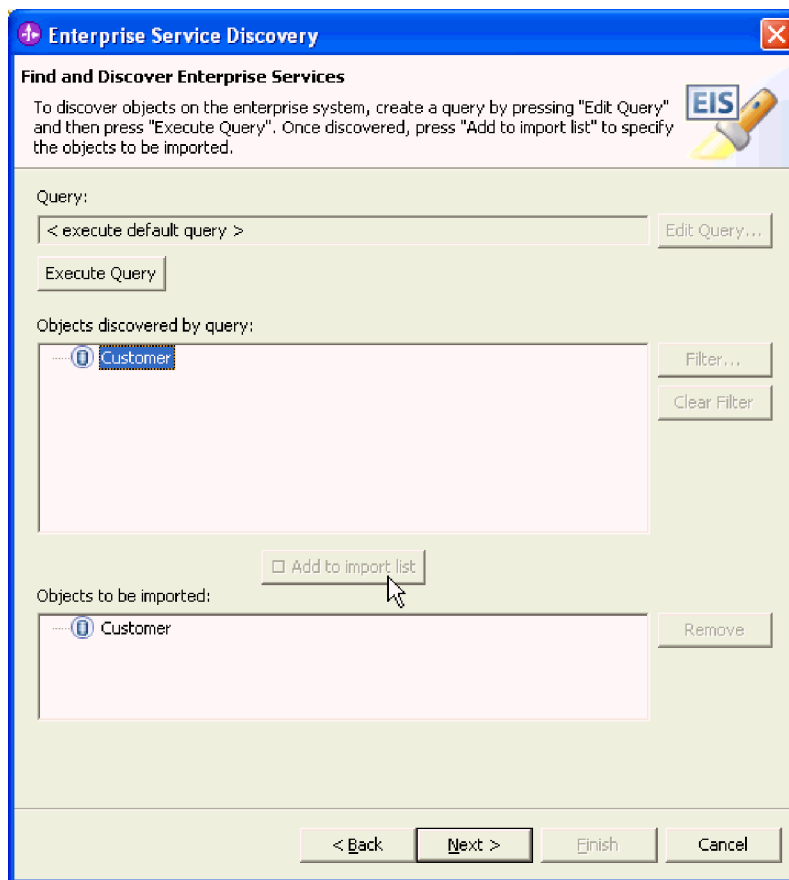 Enterprise Service Discovery
Find and Discover Enterprise Services
To discover objects on the enterprise system, create a query by pressing "Edit Query"
and then press "Execute Query". Once discovered, press "Add to import list" to specify
the objects to be imported.
EIS
Query:
< execute default query >
Edit Query...
Execute Query
Objects discovered by query:
Customer
Filter...
Clear Filter
Add to import list
Objects to be imported:
Customer
Remove
< Back
Next >
Finish
Cancel